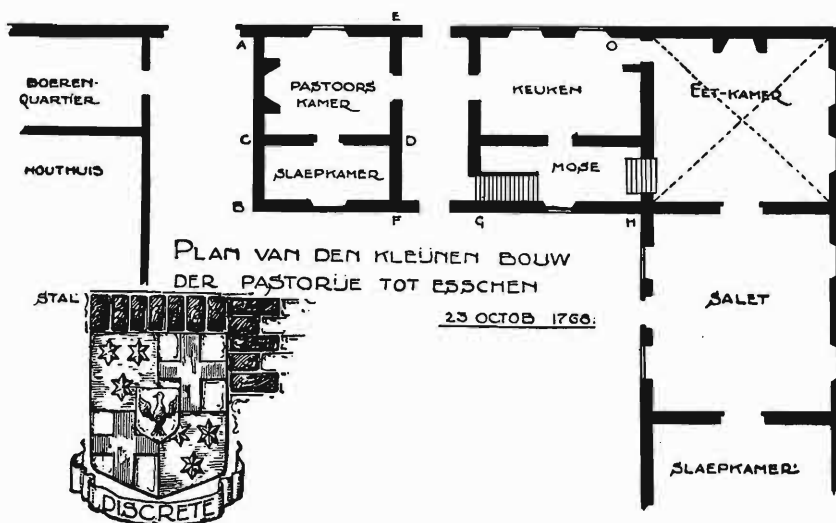 E
A
O
BOEREN-
QUARTIER
PASTOORS
KAMER
KEUKEN
EET-KAMER
C
D
HOUTHUIS
SLAEPKAMER
MOSE
B
F
G
H
PLAN VAN DEN KLEIJNEN BOUW
DER PASTORIJE TOT ESSCHEN
23 OCTOB 1768.
STAL
SALET
SLAEPKAMER
DISCRETE